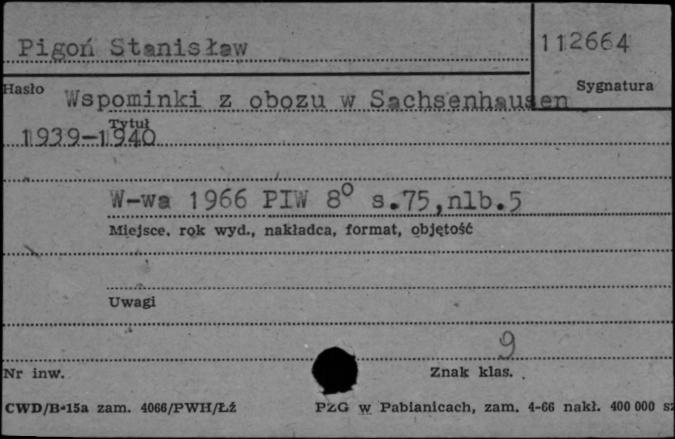 Pigoń Stanisław
112664
Hasło
Sygnatura
Wspominki z obozu w Sachsenhausen
Tytuł
1939-1940
W-wa 1966 PIW 8° s.75,nlb.5
Miejsce, rok wyd., nakładca, format, objętość
Uwagi
9
Nr inw.
Znak klas.
CWD/B-15a zam. 4066/PWH/Łź
PZG w Pabianicach, zam. 4-66 nakł. 400 000 sz